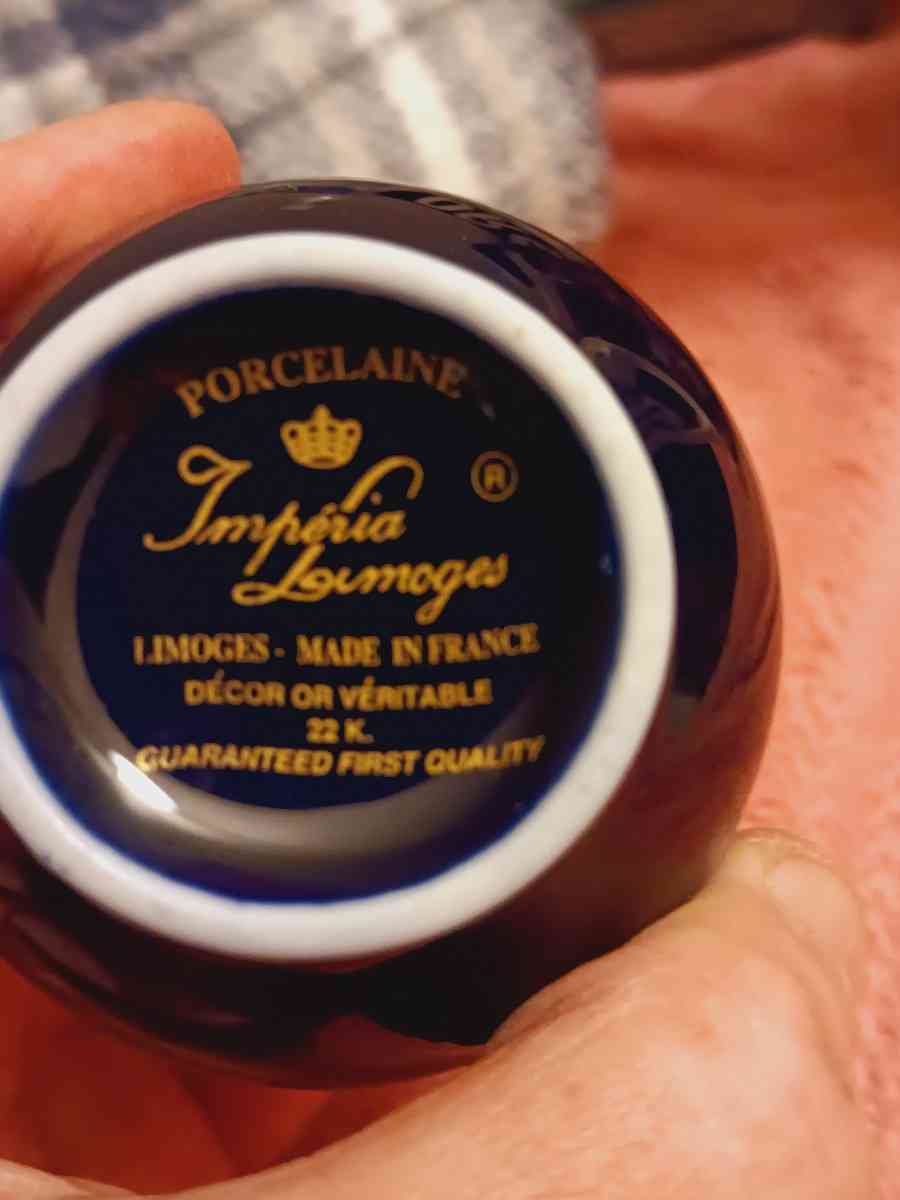 PORCELAINE
Impéria
®
Limoges
LIMOGES - MADE IN FRANCE
DÉCOR OR VÉRITABLE
22 K.
GUARANTEED FIRST QUALITY